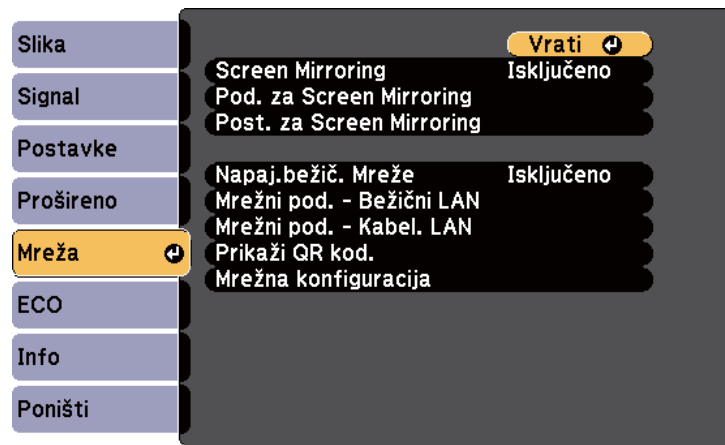 Slika
Signal
Postavke
Prošireno
Mreža
ECO
Info
Poništi
Vrati
Screen Mirroring Isključeno
Pod. za Screen Mirroring
Post. za Screen Mirroring
Napaj.bežič. Mreže Isključeno
Mrežni pod. - Bežični LAN
Mrežni pod. - Kabel. LAN
Prikaži QR kod.
Mrežna konfiguracija